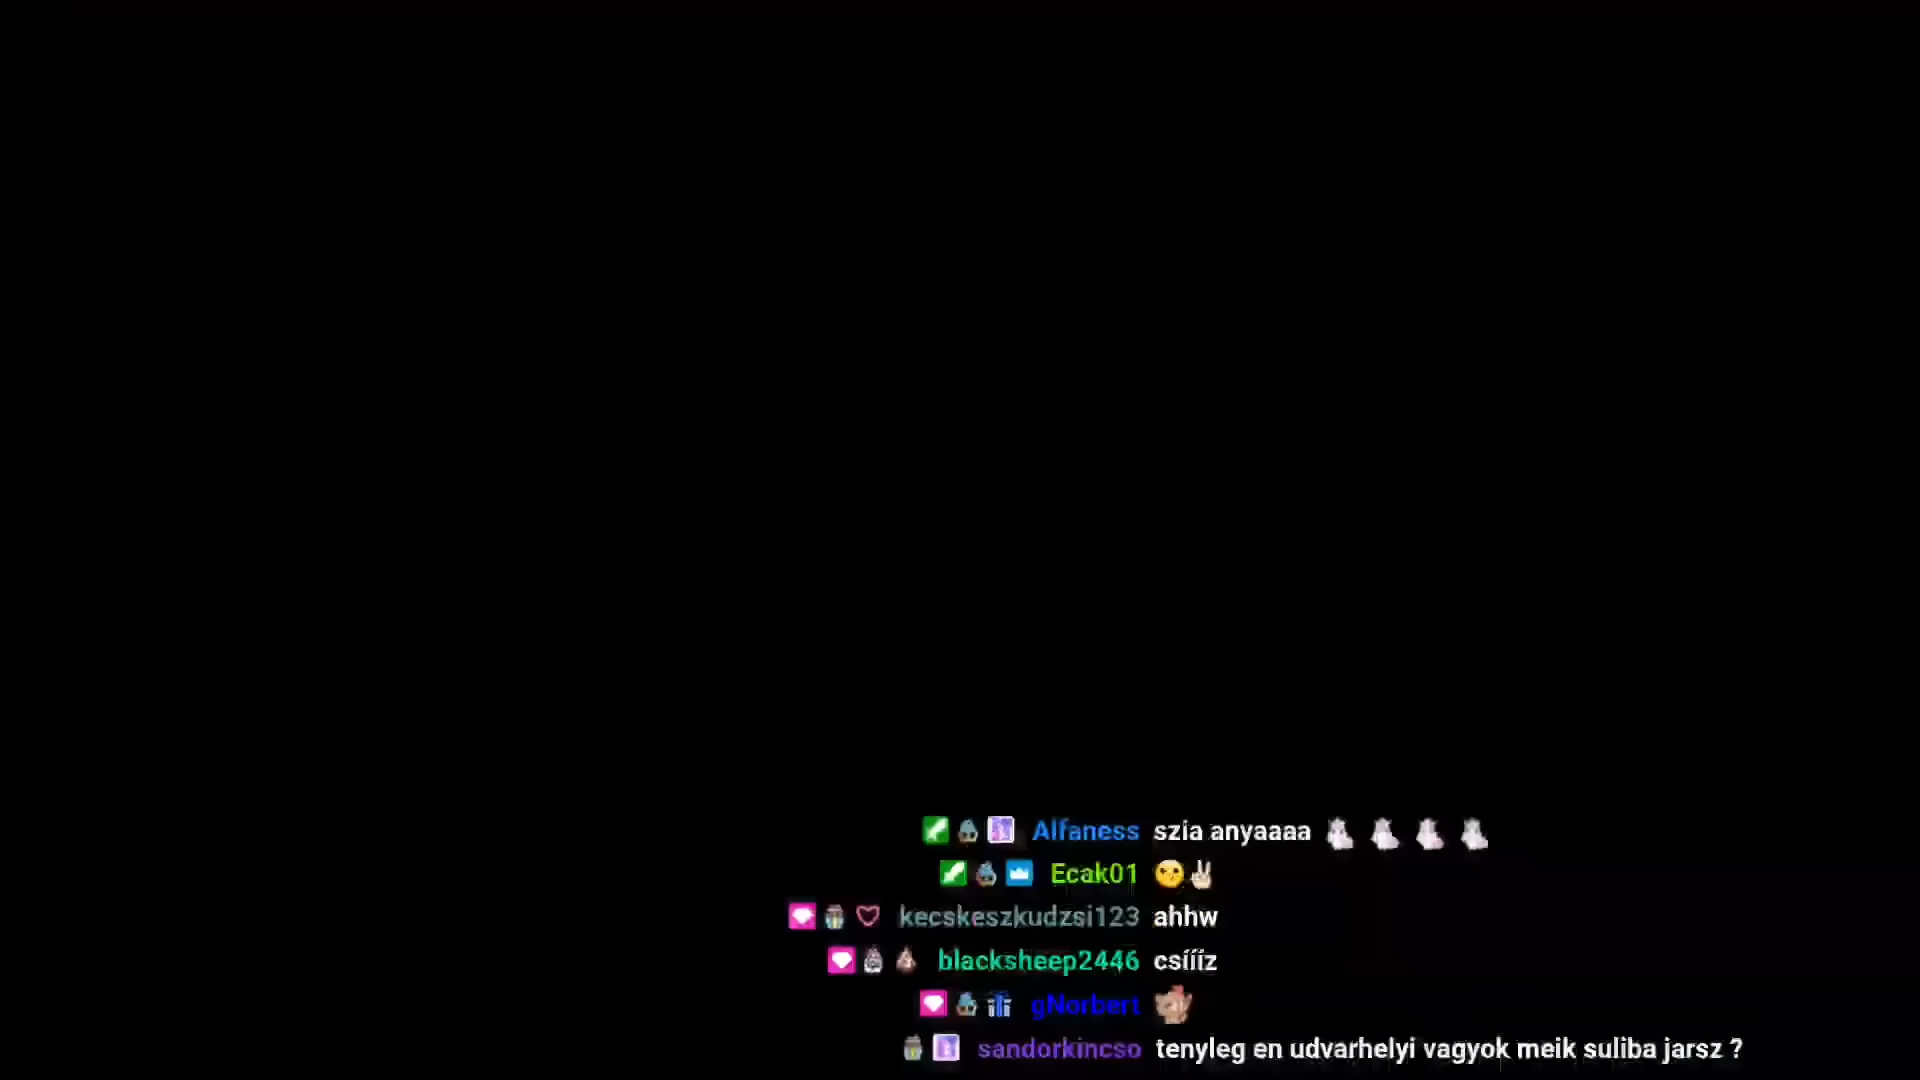 Alfaness szia anyaaaa
Ecak01
kecskeszkudzsi123 ahhw
blacksheep2446 csíííz
gNorbert
sandorkincso tenyleg en udvarhelyi vagyok meik suliba jarsz ?